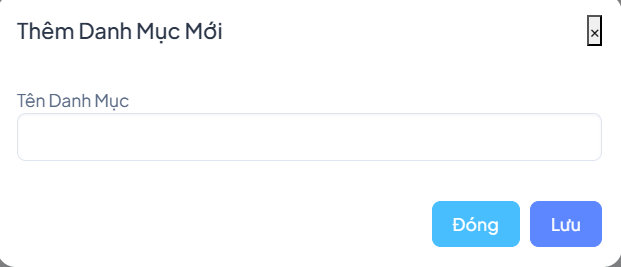 Thêm Danh Mục Mới
×
Tên Danh Mục
Đóng
Lưu